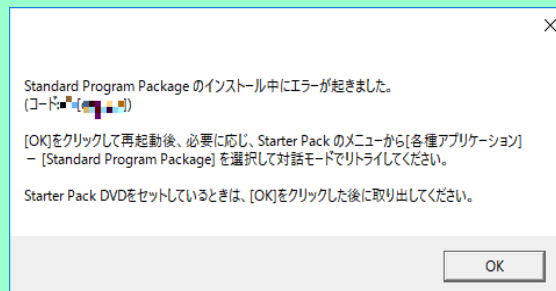 Standard Program Package のインストール中にエラーが起きました。
(コード:
[OK]をクリックして再起動後、必要に応じ、Starter Pack のメニューから[各種アプリケーション]
－ [Standard Program Package] を選択して対話モードでリトライしてください。
Starter Pack DVDをセットしているときは、[OK]をクリックした後に取り出してください。
OK